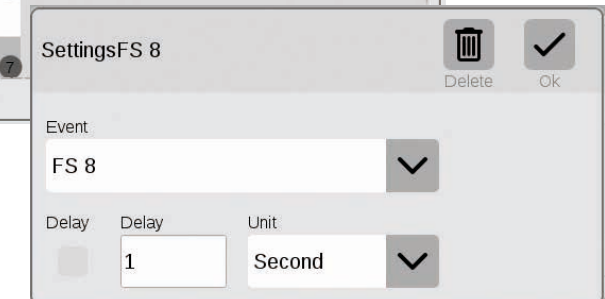 7
SettingsFS 8
Delete Ok
Event
FS 8
Delay Delay Unit
1 Second